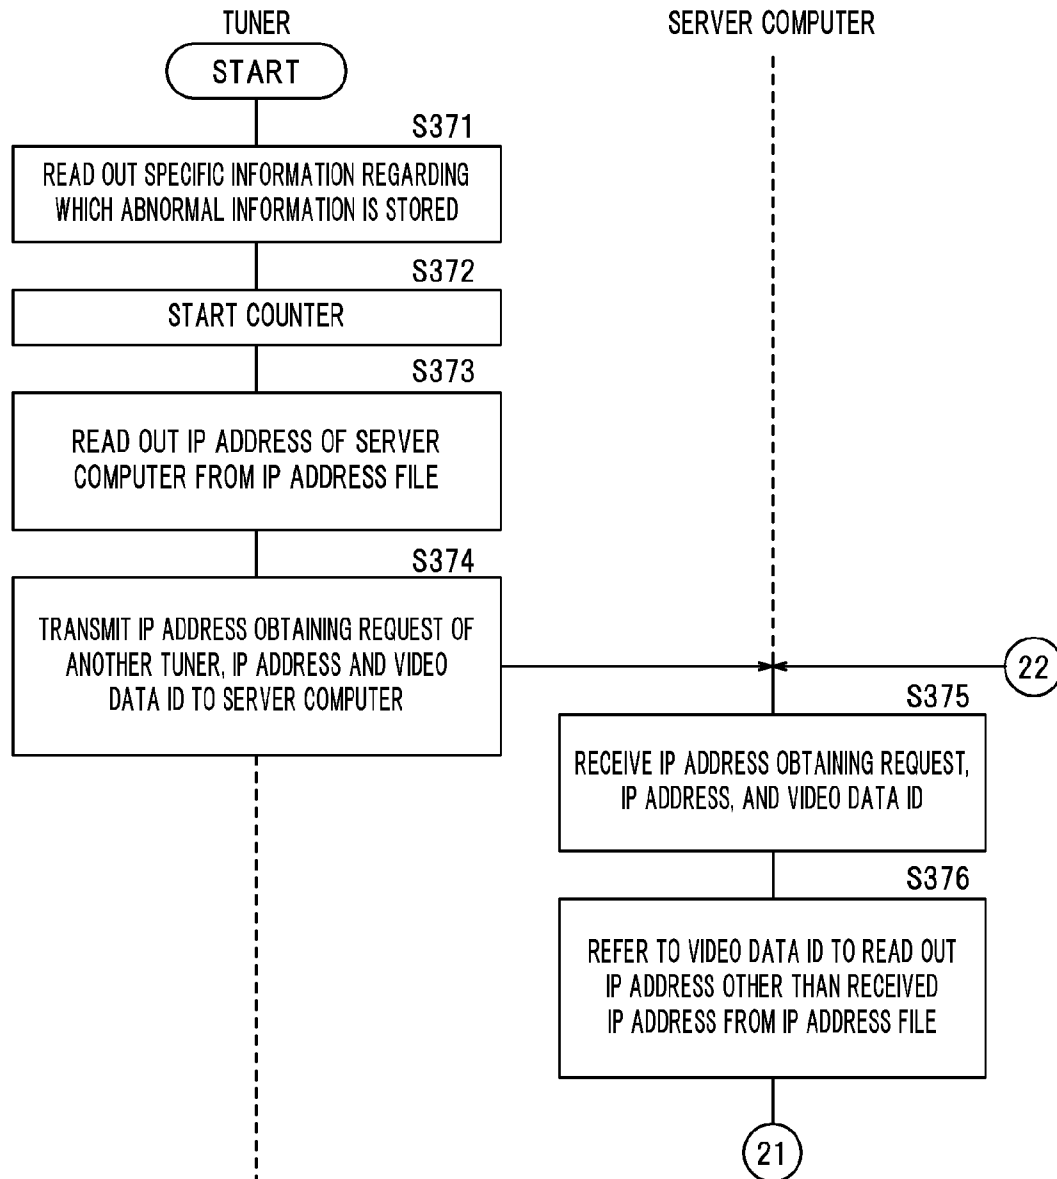 TUNER
SERVER COMPUTER
START
S371
READ OUT SPECIFIC INFORMATION REGARDING
WHICH ABNORMAL INFORMATION IS STORED
S372
START COUNTER
S373
READ OUT IP ADDRESS OF SERVER
COMPUTER FROM IP ADDRESS FILE
S374
TRANSMIT IP ADDRESS OBTAINING REQUEST OF
ANOTHER TUNER, IP ADDRESS AND VIDEO
DATA ID TO SERVER COMPUTER
22
S375
RECEIVE IP ADDRESS OBTAINING REQUEST,
IP ADDRESS, AND VIDEO DATA ID
S376
REFER TO VIDEO DATA ID TO READ OUT
IP ADDRESS OTHER THAN RECEIVED
IP ADDRESS FROM IP ADDRESS FILE
21